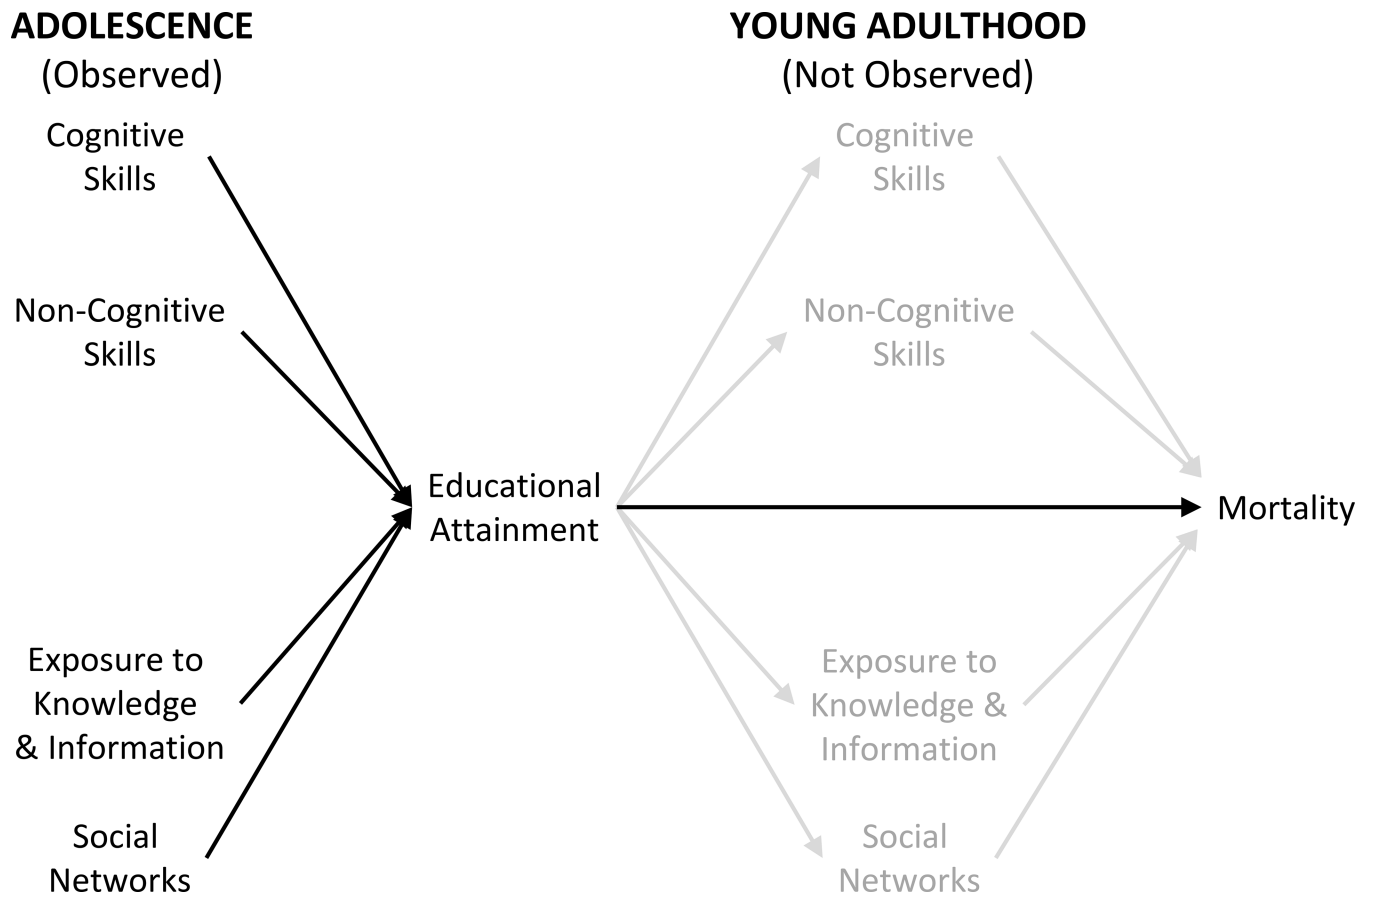 ADOLESCENCE
(Observed)
Cognitive
Skills
Non-Cognitive
Skills
Exposure to
Knowledge
& Information
Social
Networks
Educational
Attainment
YOUNG ADULTHOOD
(Not Observed)
Cognitive
Skills
Non-Cognitive
Skills
Exposure to
Knowledge &
Information
Social
Networks
Mortality